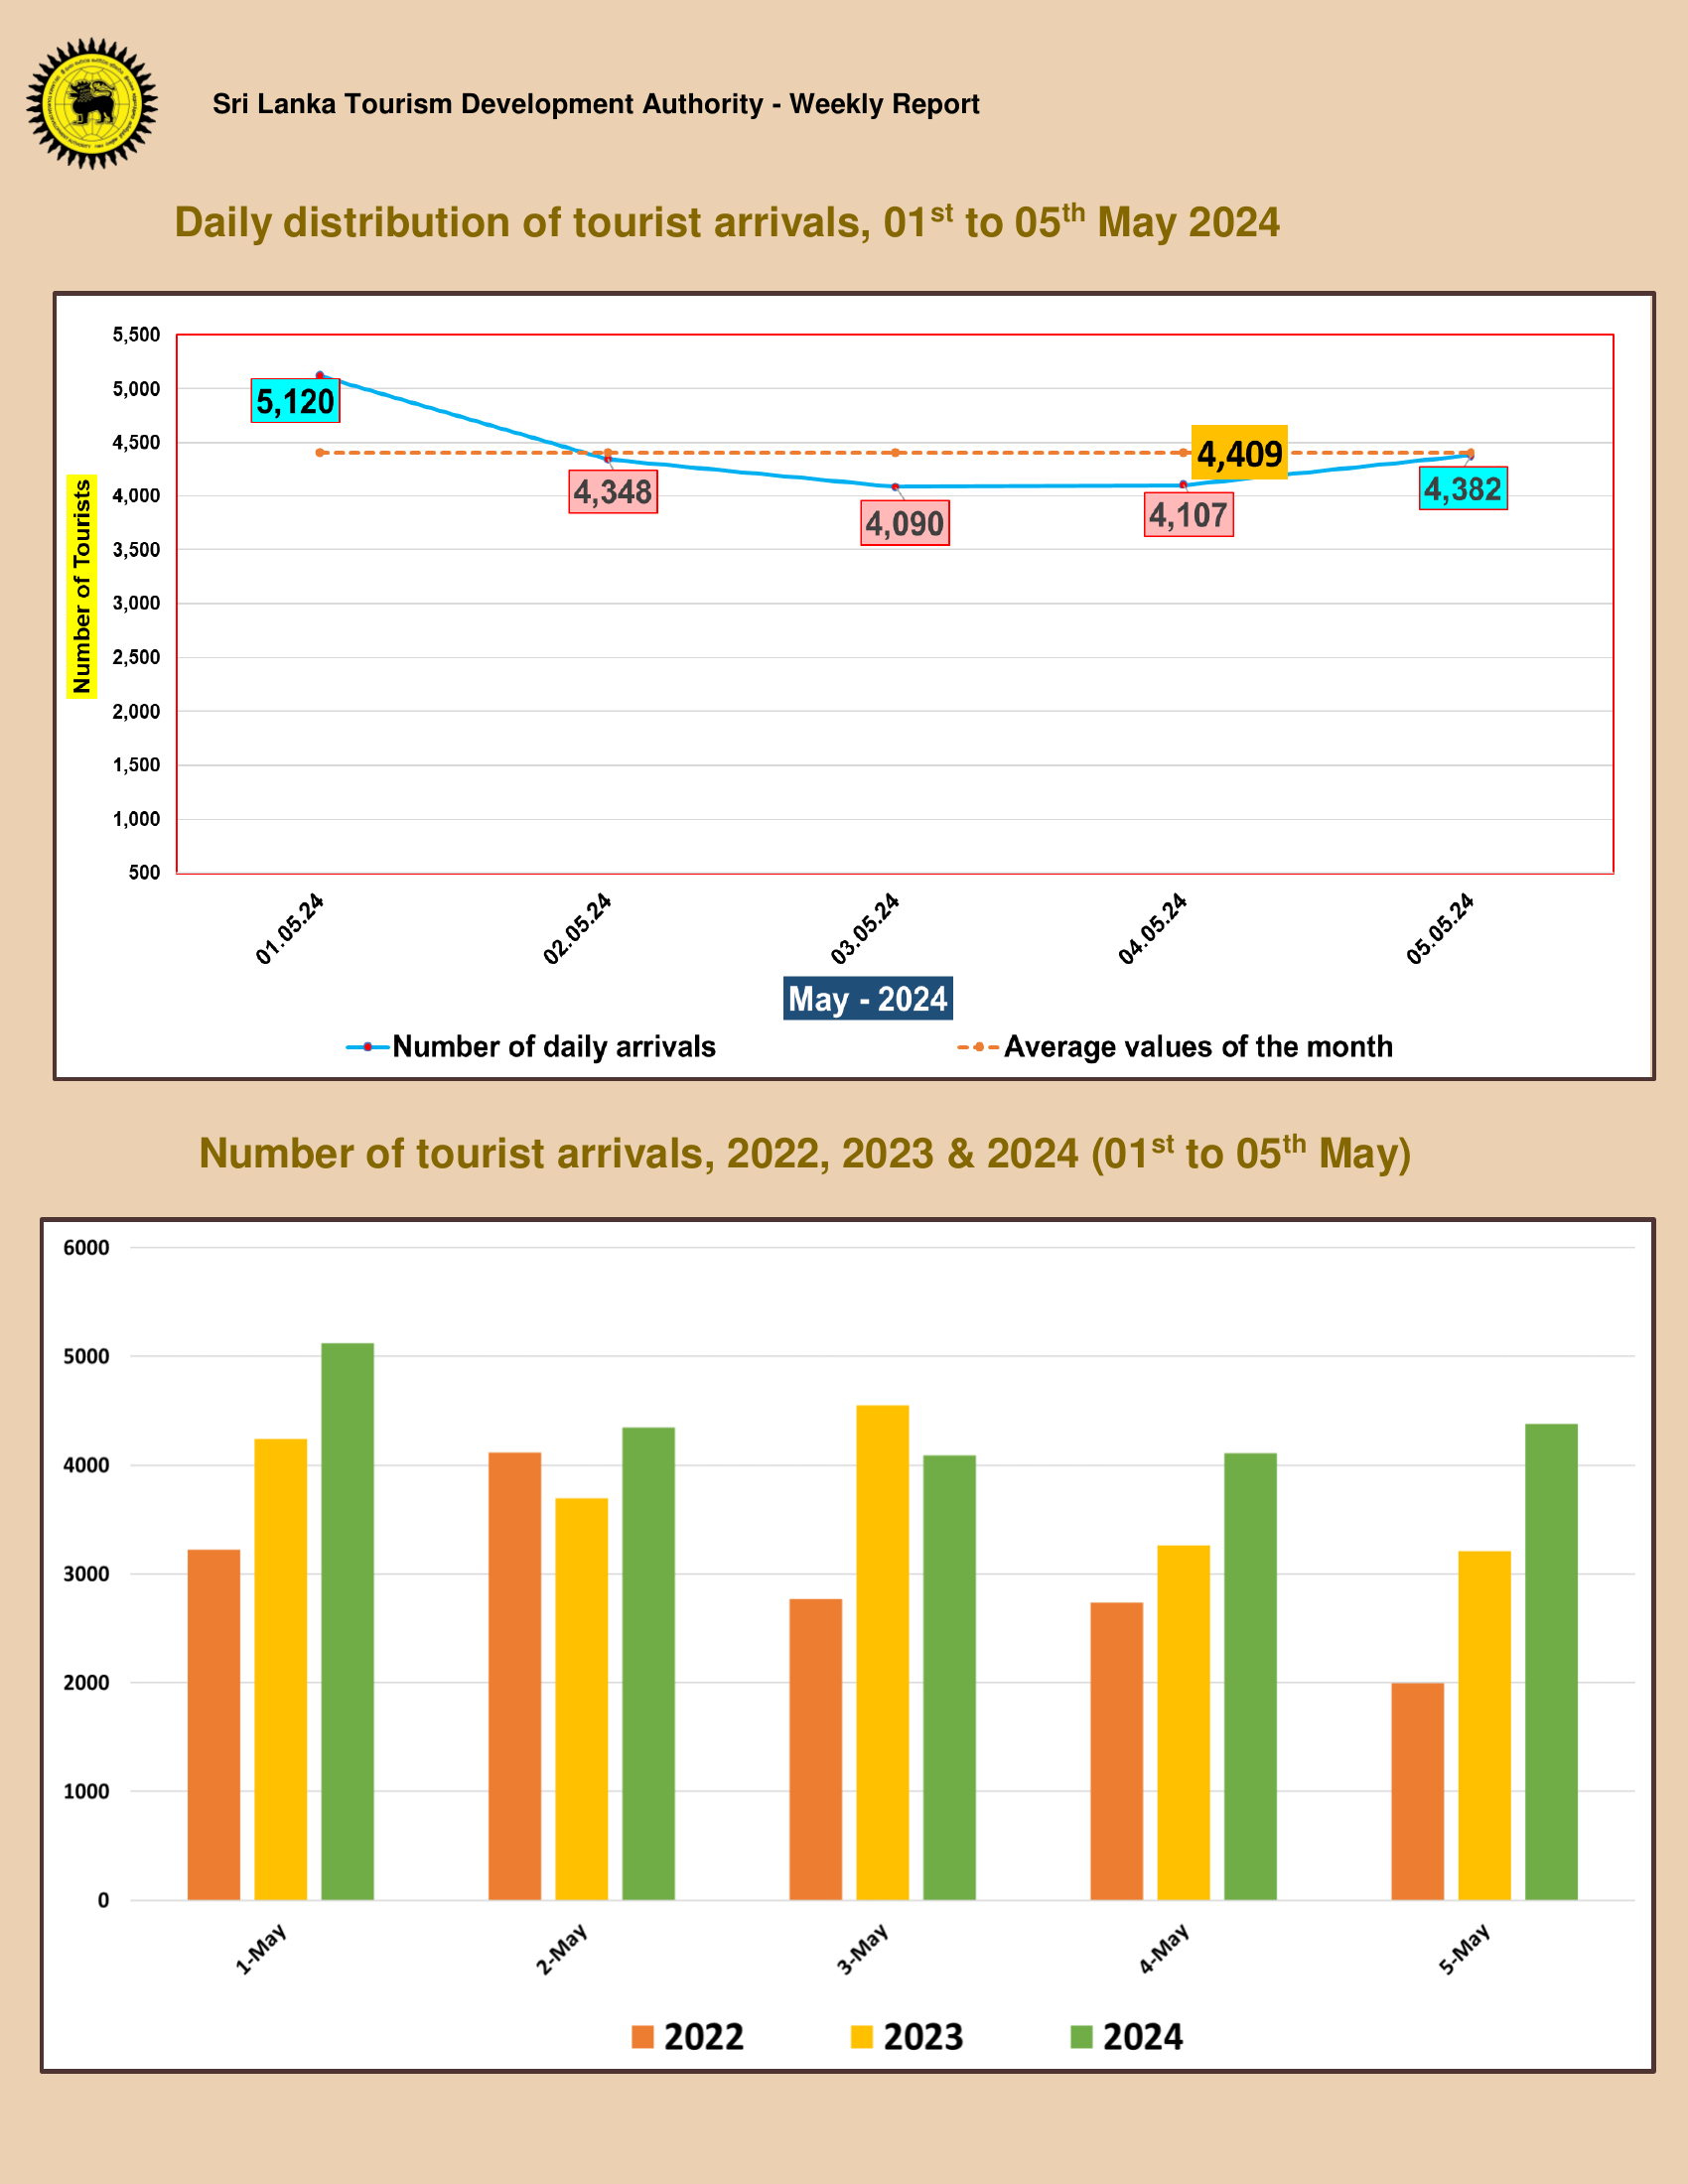 Sri Lanka Tourism Development Authority - Weekly Report
Daily distribution of tourist arrivals, 01st to 05th May 2024
5,500
5,000
4,500
4,000
3,500
3,000
2,500
2,000
1,500
1,000
500
Number of Tourists
5,120
4,348
4,090
4,107
4,409
4,382
01.05.24
02.05.24
03.05.24
04.05.24
05.05.24
May - 2024
Number of daily arrivals
Average values of the month
Number of tourist arrivals, 2022, 2023 & 2024 (01st to 05th May)
6000
5000
4000
3000
2000
1000
0
1-May
2-May
3-May
4-May
5-May
2022
2023
2024